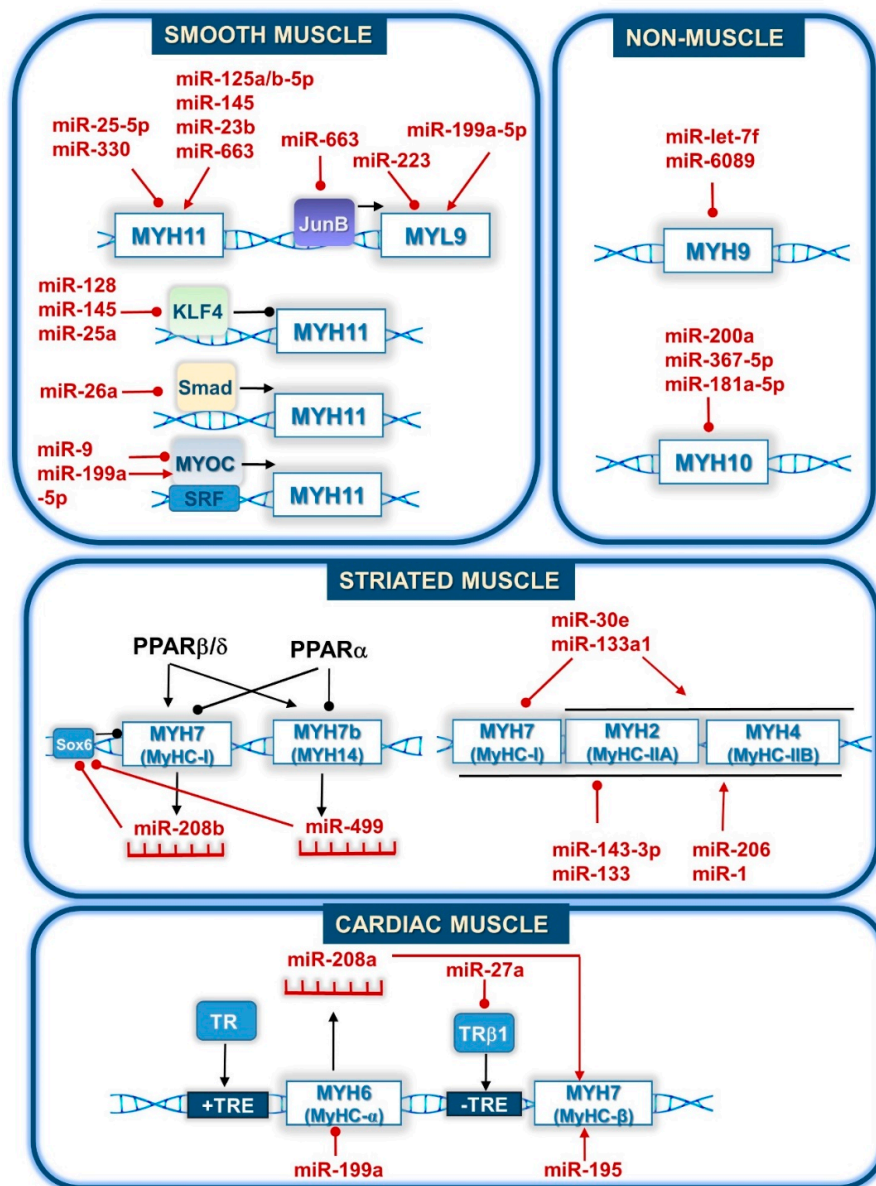 SMOOTH MUSCLE
miR-125a/b-5p
miR-145
miR-23b
miR-663
miR-25-5p
miR-330
miR-663
miR-199a-5p
miR-223
JunB
MYH11
MYL9
miR-128
miR-145
miR-25a
KLF4
MYH11
miR-26a
Smad
MYH11
miR-9
miR-199a
-5p
MYOC
SRF
MYH11
NON-MUSCLE
miR-let-7f
miR-6089
MYH9
miR-200a
miR-367-5p
miR-181a-5p
MYH10
STRIATED MUSCLE
PPARβ/δ
PPARα
Sox6
MYH7
(MyHC-I)
MYH7b
(MYH14)
miR-208b
miR-499
miR-30e
miR-133a1
MYH7
(MyHC-I)
MYH2
(MyHC-IIA)
MYH4
(MyHC-IIB)
miR-143-3p
miR-133
miR-206
miR-1
CARDIAC MUSCLE
miR-208a
miR-27a
TR
TRβ1
+TRE
MYH6
(MyHC-α)
-TRE
MYH7
(MyHC-β)
miR-199a
miR-195